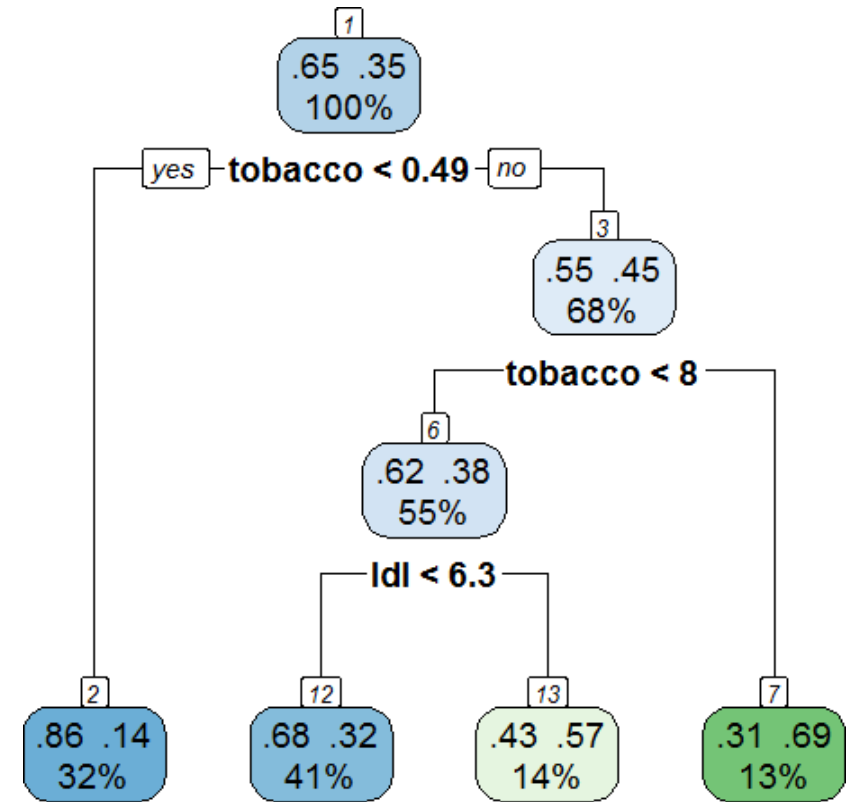 1
.65 .35
100%
yes tobacco < 0.49 no
3
.55 .45
68%
tobacco < 8
6
.62 .38
55%
ldl < 6.3
2 12 13 7
.86 .14 .68 .32 .43 .57 .31 .69
32% 41% 14% 13%